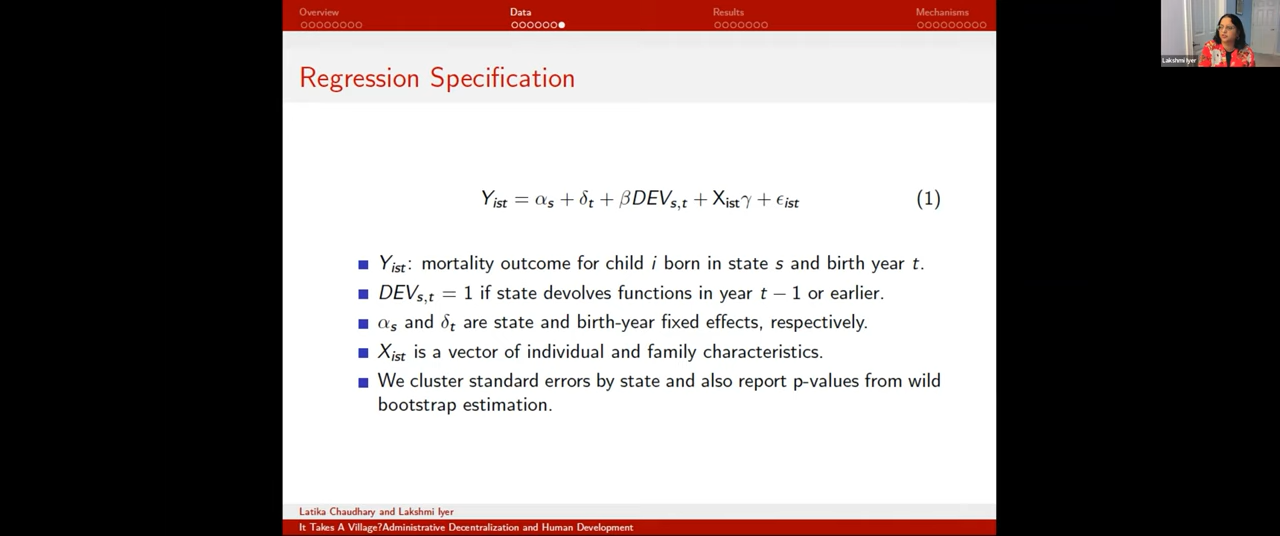 Overview Data Results Mechanisms
Lakshmi Iyer
Regression Specification
Y_ist = α_s + δ_t + βDEV_s,t + X_ist γ + ϵ_ist (1)
Y_ist: mortality outcome for child i born in state s and birth year t.
DEV_s,t = 1 if state devolves functions in year t − 1 or earlier.
α_s and δ_t are state and birth-year fixed effects, respectively.
X_ist is a vector of individual and family characteristics.
We cluster standard errors by state and also report p-values from wild
bootstrap estimation.
Latika Chaudhary and Lakshmi Iyer
It Takes A Village?Administrative Decentralization and Human Development